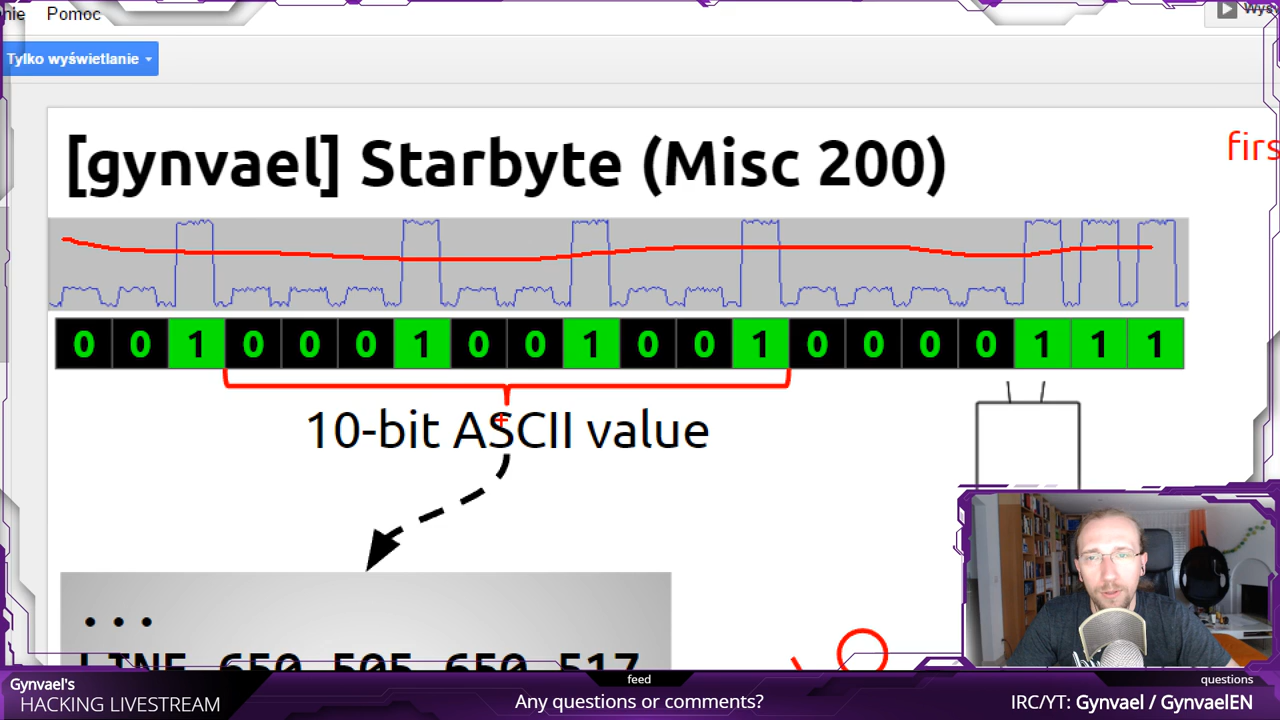 nie Pomoc
Tylko wyświetlanie
[gynvael] Starbyte (Misc 200)
0 0 1 0 0 0 1 0 0 1 0 0 1 0 0 0 0 1 1 1
10-bit ASCII value
...
LINE 650 505 650 517
Gynvael's
HACKING LIVESTREAM
feed
Any questions or comments?
questions
IRC/YT: Gynvael / GynvaelEN